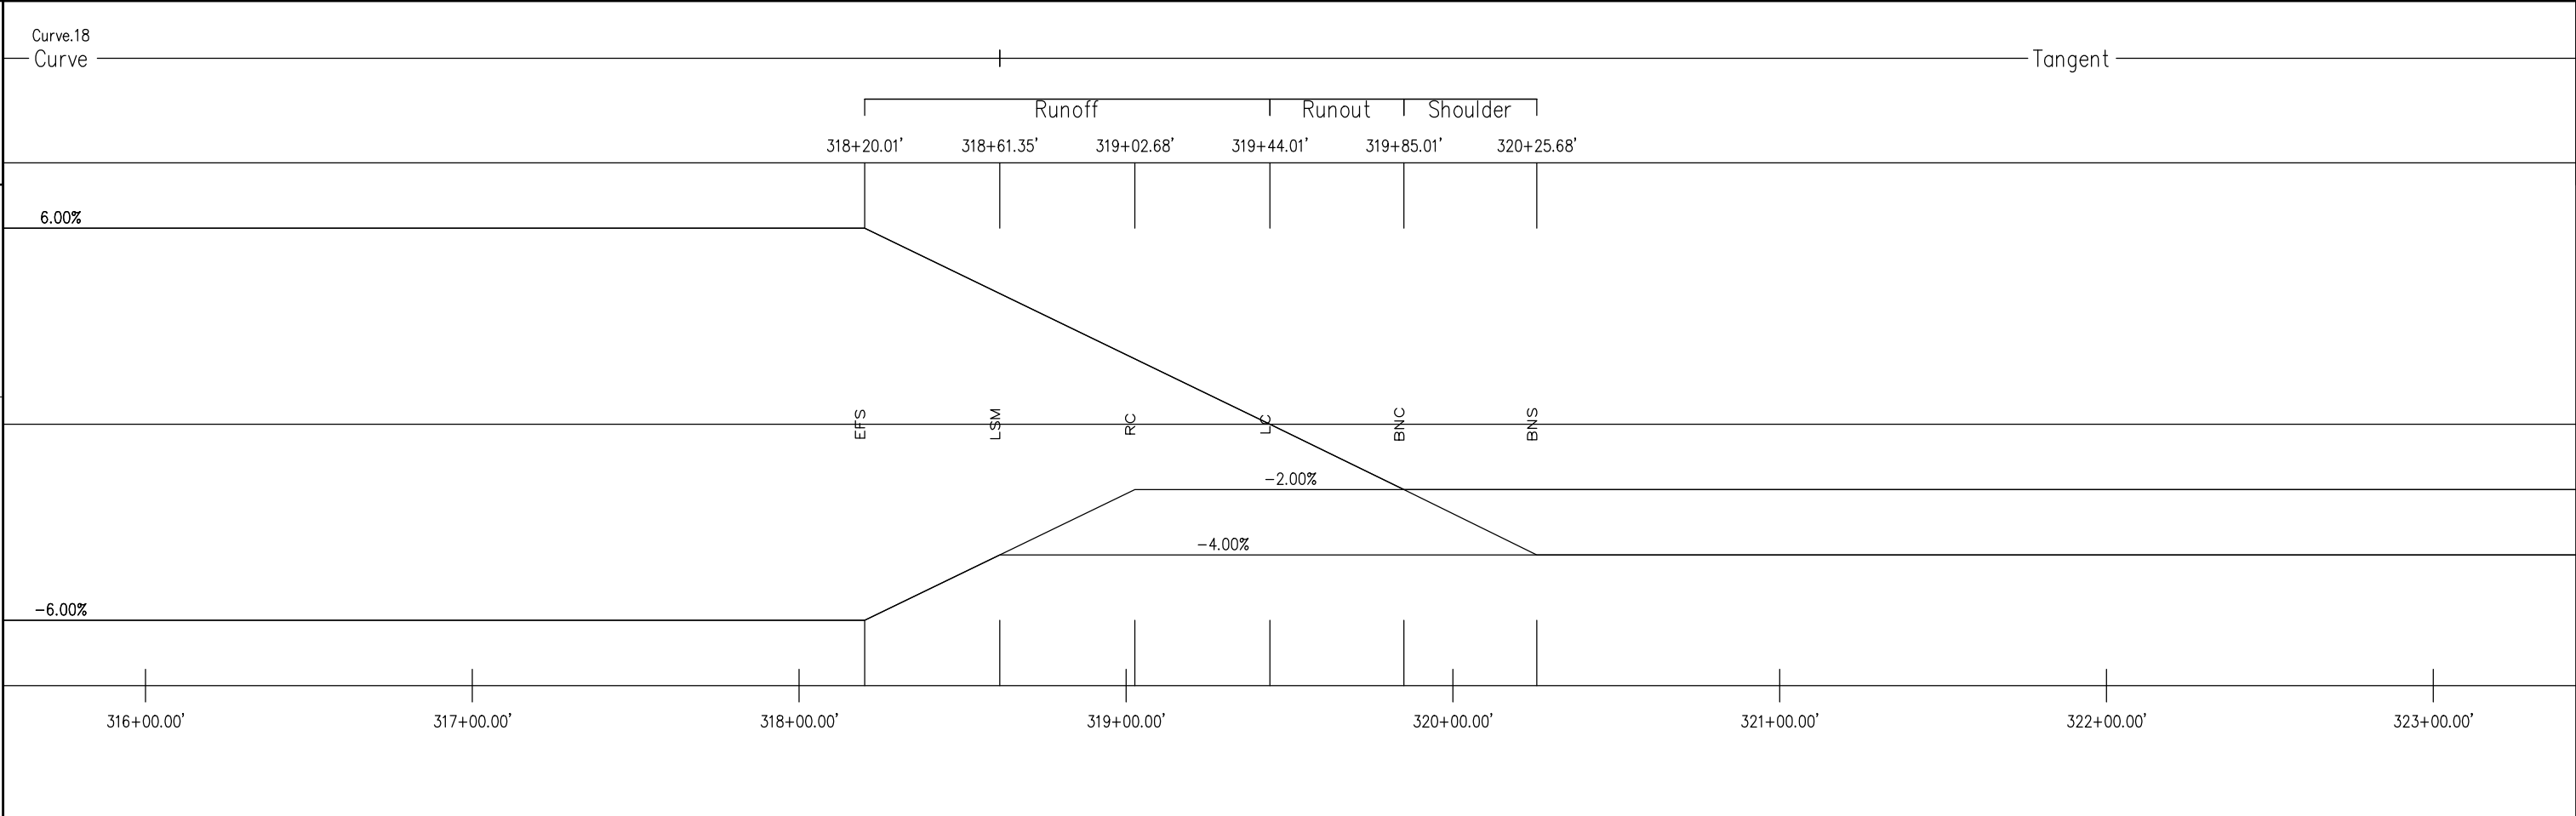 Curve.18
Curve
Tangent
Runoff Runout Shoulder
318+20.01' 318+61.35' 319+02.68' 319+44.01' 319+85.01' 320+25.68'
6.00%
EFS LSM RC LC BNC BNS
-2.00%
-4.00%
-6.00%
316+00.00' 317+00.00' 318+00.00' 319+00.00' 320+00.00' 321+00.00' 322+00.00' 323+00.00'